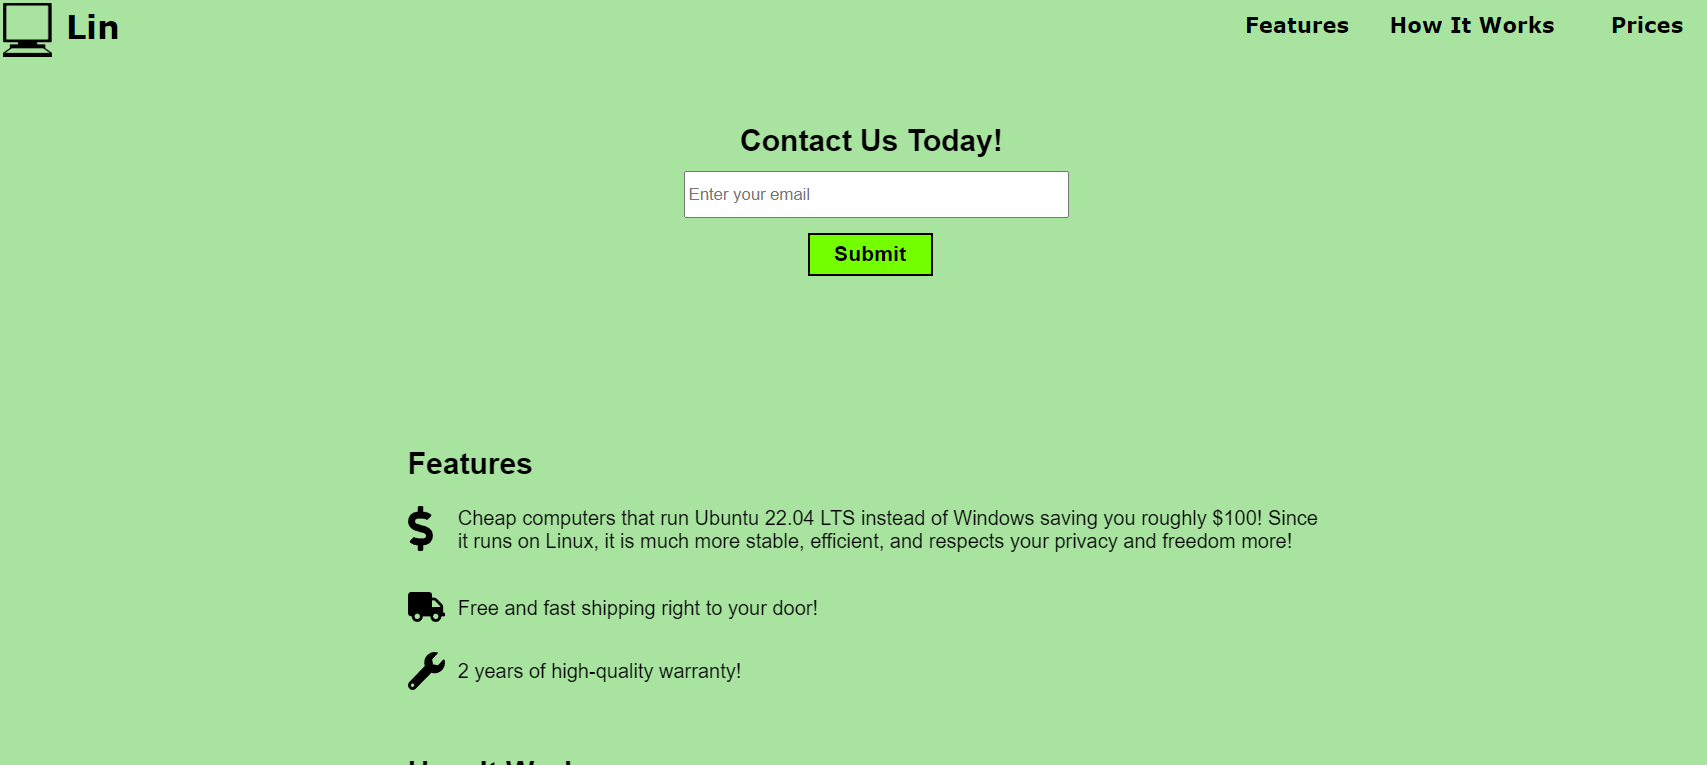 Lin
Features
How It Works
Prices
Contact Us Today!
Enter your email
Submit
Features
Cheap computers that run Ubuntu 22.04 LTS instead of Windows saving you roughly $100! Since
it runs on Linux, it is much more stable, efficient, and respects your privacy and freedom more!
Free and fast shipping right to your door!
2 years of high-quality warranty!